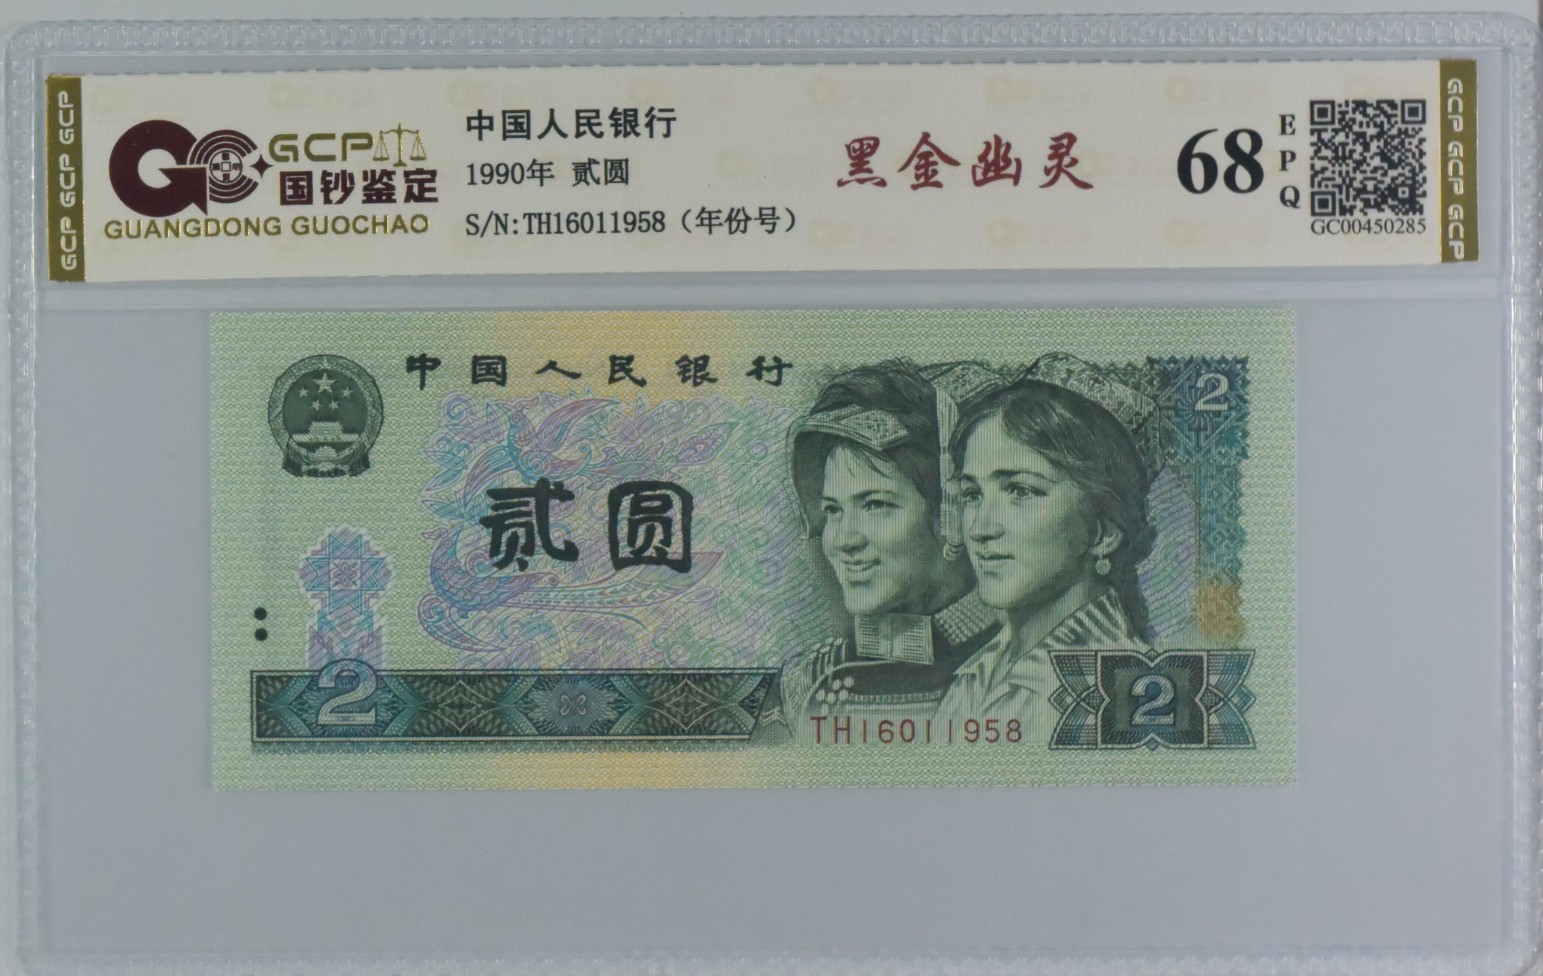 GCP GCP GCP
GCP
国钞鉴定
GUANGDONG GUOCHAO
中国人民银行
1990年 贰圆
S/N:TH16011958（年份号）
黑金幽灵
68
EPQ
GC00450285
GCP GCP GCP
中国人民银行
2
贰圆
2
TH16011958
2